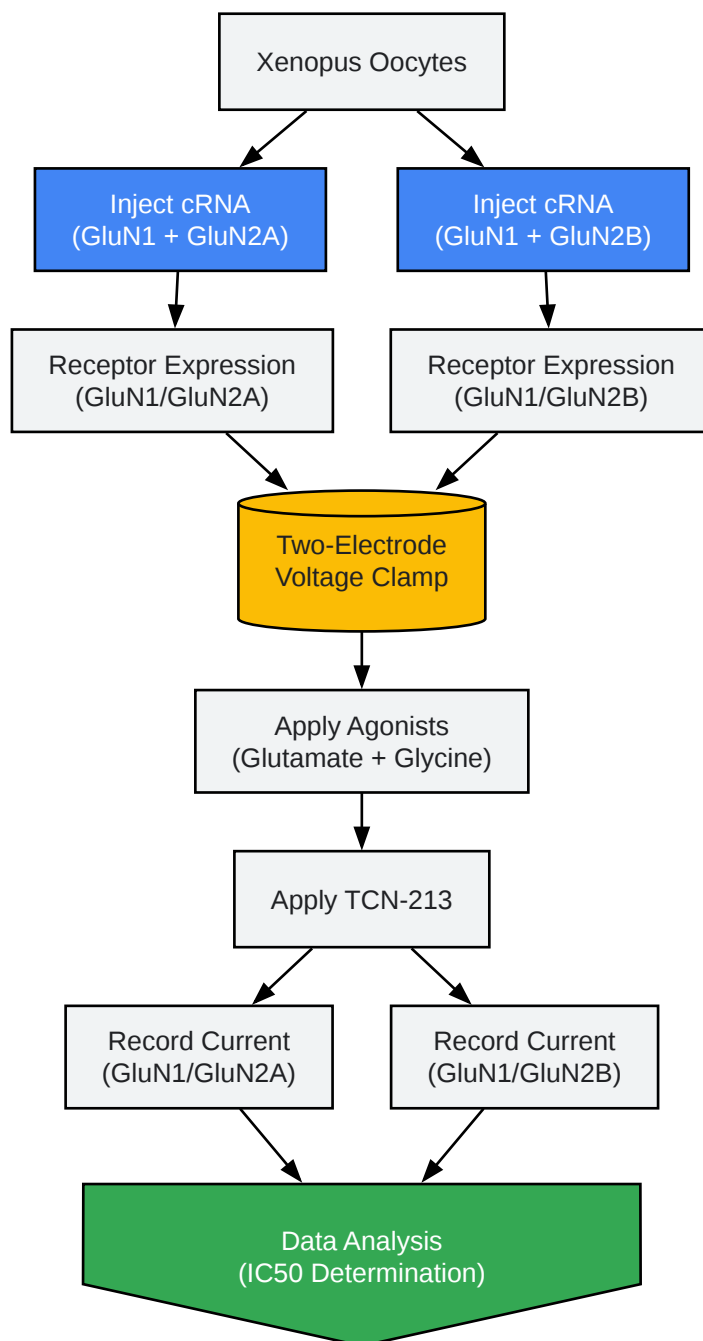 Xenopus Oocytes
Inject cRNA
(GluN1 + GluN2A)
Inject cRNA
(GluN1 + GluN2B)
Receptor Expression
(GluN1/GluN2A)
Receptor Expression
(GluN1/GluN2B)
Two-Electrode
Voltage Clamp
Apply Agonists
(Glutamate + Glycine)
Apply TCN-213
Record Current
(GluN1/GluN2A)
Record Current
(GluN1/GluN2B)
Data Analysis
(IC50 Determination)